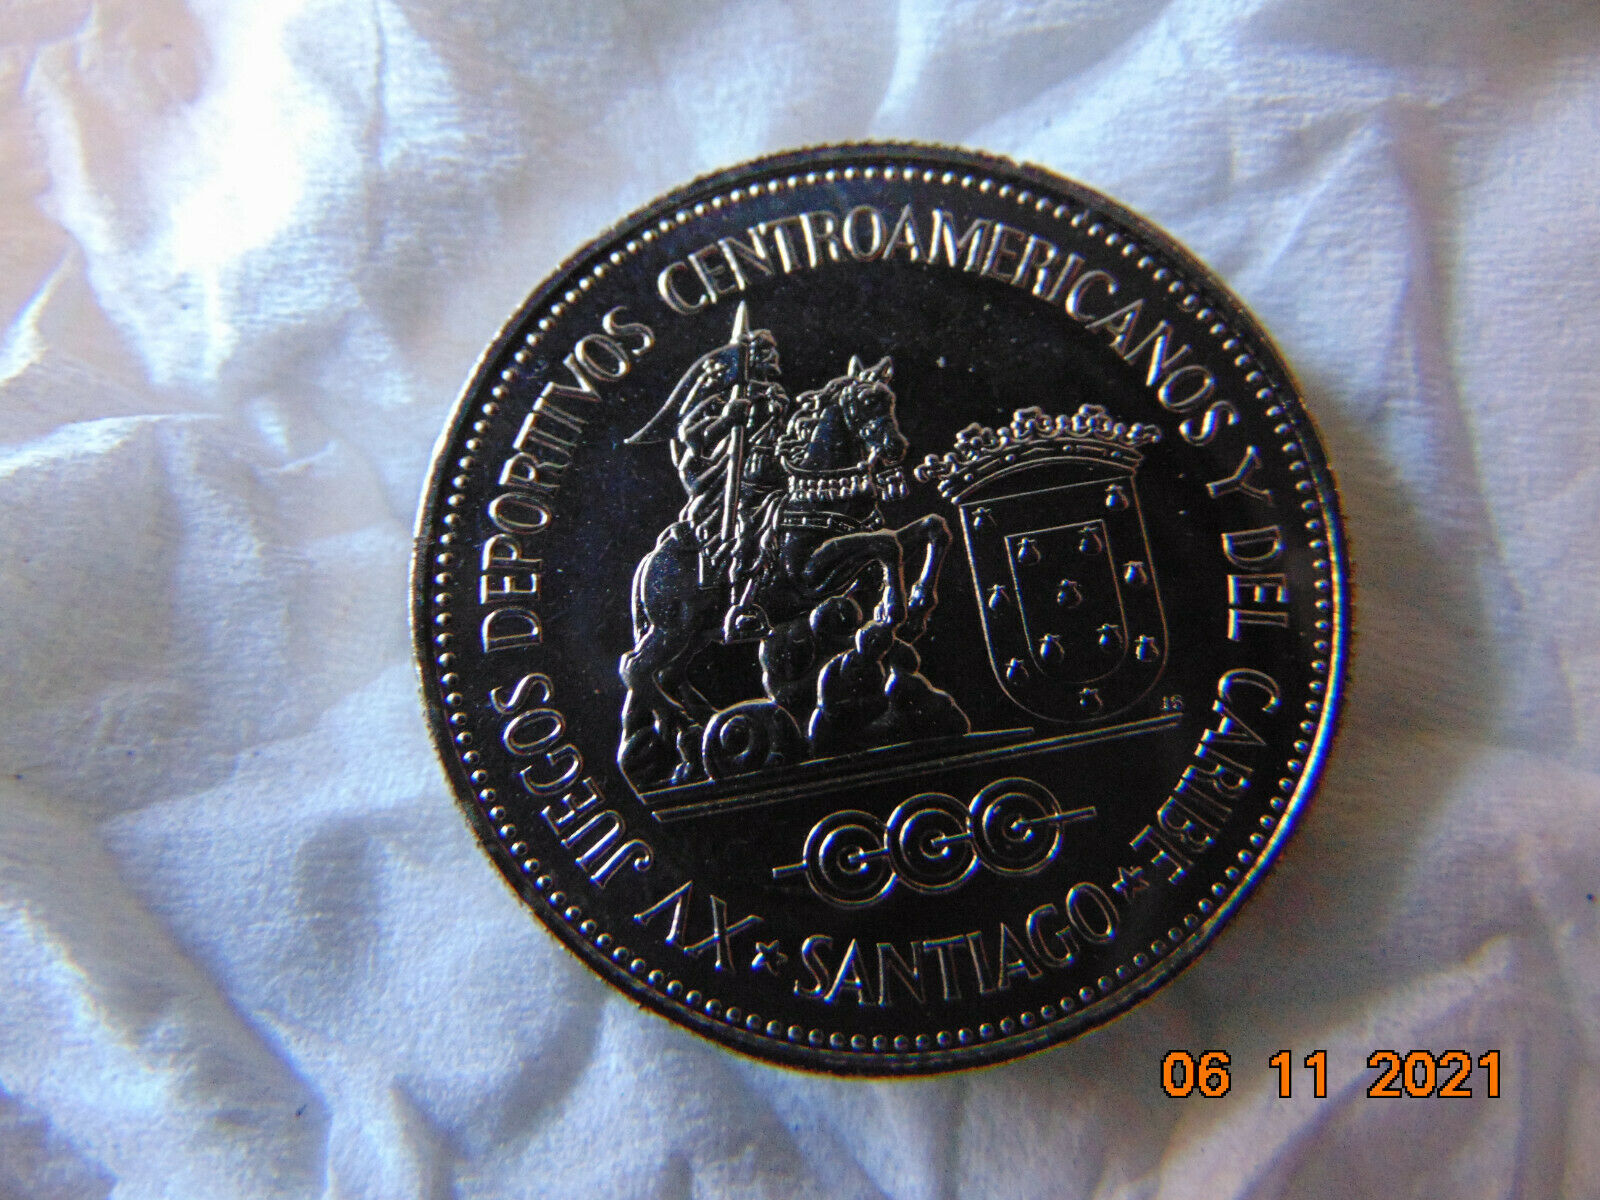 XV JUEGOS DEPORTIVOS CENTROAMERICANOS Y DEL CARIBE
★ SANTIAGO ★
06 11 2021